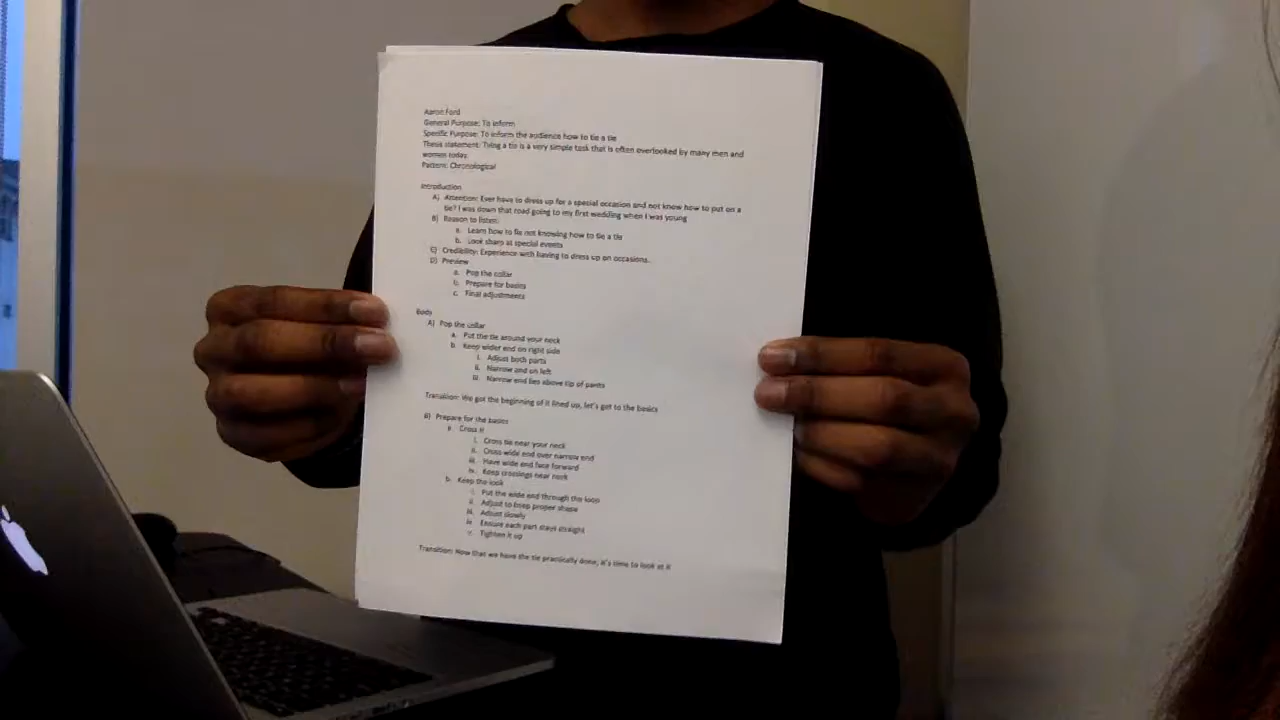 Aaron Ford
General Purpose: To inform
Specific Purpose: To inform the audience how to tie a tie
Thesis statement: Tying a tie is a very simple task that is often overlooked by many men and
women today.
Pattern: Chronological
Introduction
A) Attention: Ever have to dress up for a special occasion and not know how to put on a
tie? I was down that road going to my first wedding when I was young
B) Reason to listen:
a. Learn how to fix not knowing how to tie a tie
b. Look sharp at special events
C) Credibility: Experience with having to dress up on occasions.
D) Preview
a. Pop the collar
b. Prepare for basics
c. Final adjustments
Body
A) Pop the collar
a. Put the tie around your neck
b. Keep wider end on right side
i. Adjust both parts
ii. Narrow end on left
iii. Narrow end lies above tip of pants
Transition: We got the beginning of it lined up, let's get to the basics
B) Prepare for the basics
a. Cross it
i. Cross tie near your neck
ii. Cross wide end over narrow end
iii. Have wide end face forward
iv. Keep crossings near neck
b. Keep the look
i. Put the wide end through the loop
ii. Adjust to keep proper shape
iii. Adjust slowly
iv. Ensure each part stays straight
v. Tighten it up
Transition: Now that we have the tie practically done, it's time to look at it